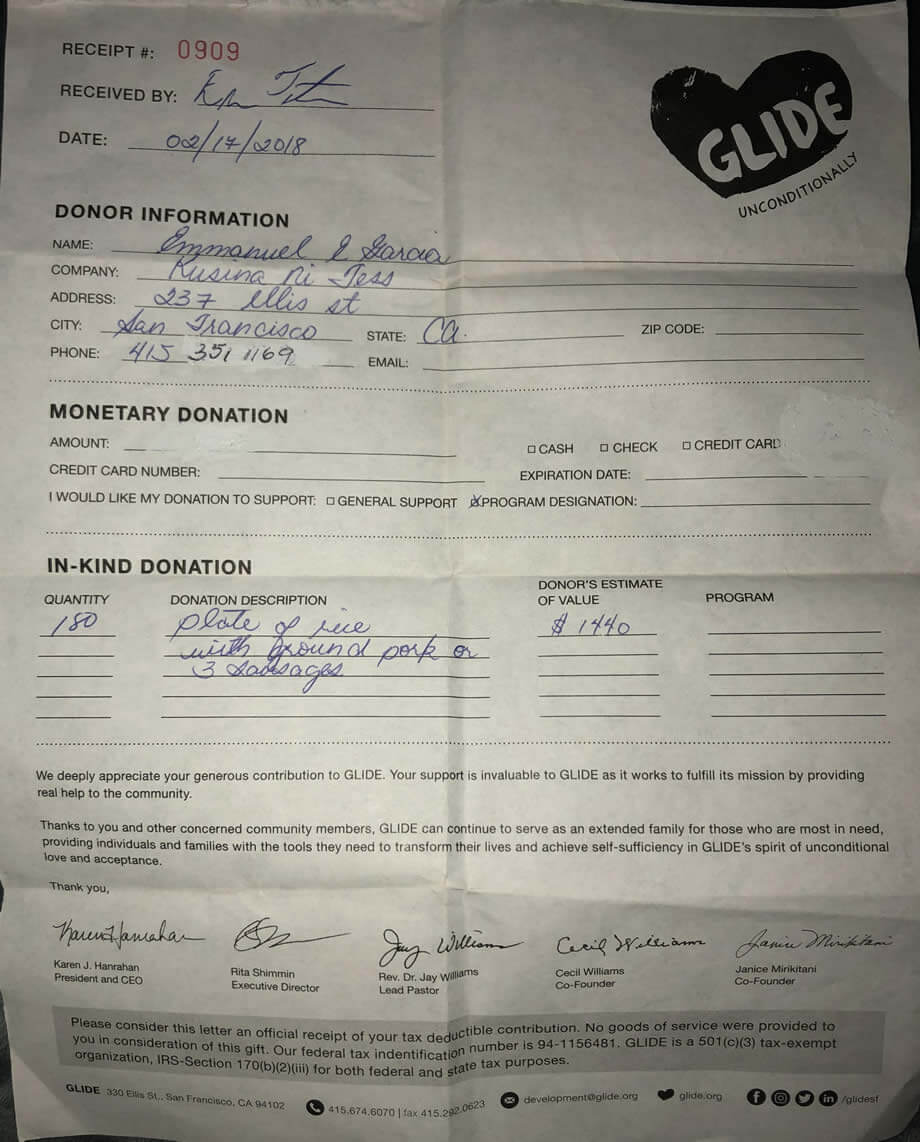 RECEIPT #: 0909
RECEIVED BY:
DATE: 02/17/2018
GLIDE
UNCONDITIONALLY
DONOR INFORMATION
NAME: Emmanuel E Garcia
COMPANY: Kusina ni Tess
ADDRESS: 237 Ellis st
CITY: San Francisco STATE: CA. ZIP CODE:
PHONE: 415 351 1169 EMAIL:
MONETARY DONATION
AMOUNT: CASH CHECK CREDIT CARD
CREDIT CARD NUMBER: EXPIRATION DATE:
I WOULD LIKE MY DONATION TO SUPPORT: GENERAL SUPPORT PROGRAM DESIGNATION:
IN-KIND DONATION
QUANTITY DONATION DESCRIPTION DONOR'S ESTIMATE OF VALUE PROGRAM
180 plate of rice $ 1440
with ground pork or
3 sausages
We deeply appreciate your generous contribution to GLIDE. Your support is invaluable to GLIDE as it works to fulfill its mission by providing
real help to the community.
Thanks to you and other concerned community members, GLIDE can continue to serve as an extended family for those who are most in need,
providing individuals and families with the tools they need to transform their lives and achieve self-sufficiency in GLIDE's spirit of unconditional
love and acceptance.
Thank you,
Karen Hanrahan Jay Williams Cecil Williams Janice Mirikitani
Karen J. Hanrahan Rita Shimmin Rev. Dr. Jay Williams Cecil Williams Janice Mirikitani
President and CEO Executive Director Lead Pastor Co-Founder Co-Founder
Please consider this letter an official receipt of your tax deductible contribution. No goods of service were provided to
you in consideration of this gift. Our federal tax indentification number is 94-1156481. GLIDE is a 501(c)(3) tax-exempt
organization, IRS-Section 170(b)(2)(iii) for both federal and state tax purposes.
GLIDE 330 Ellis St., San Francisco, CA 94102 415.674.6070 | fax 415.292.0623 development@glide.org glide.org /glidesf